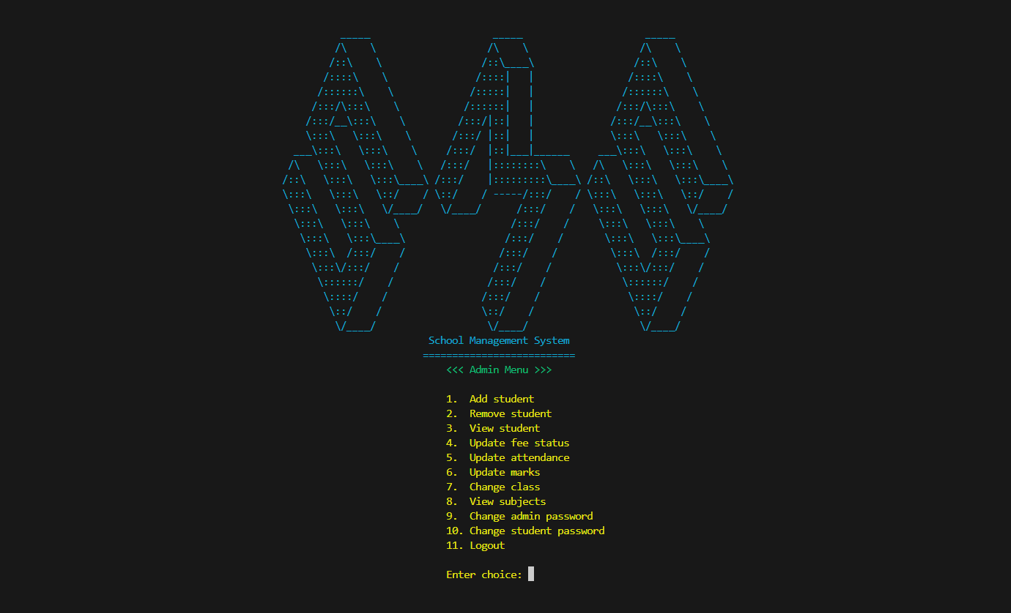 SMS
School Management System
==========================
<<< Admin Menu >>>
1. Add student
2. Remove student
3. View student
4. Update fee status
5. Update attendance
6. Update marks
7. Change class
8. View subjects
9. Change admin password
10. Change student password
11. Logout
Enter choice: